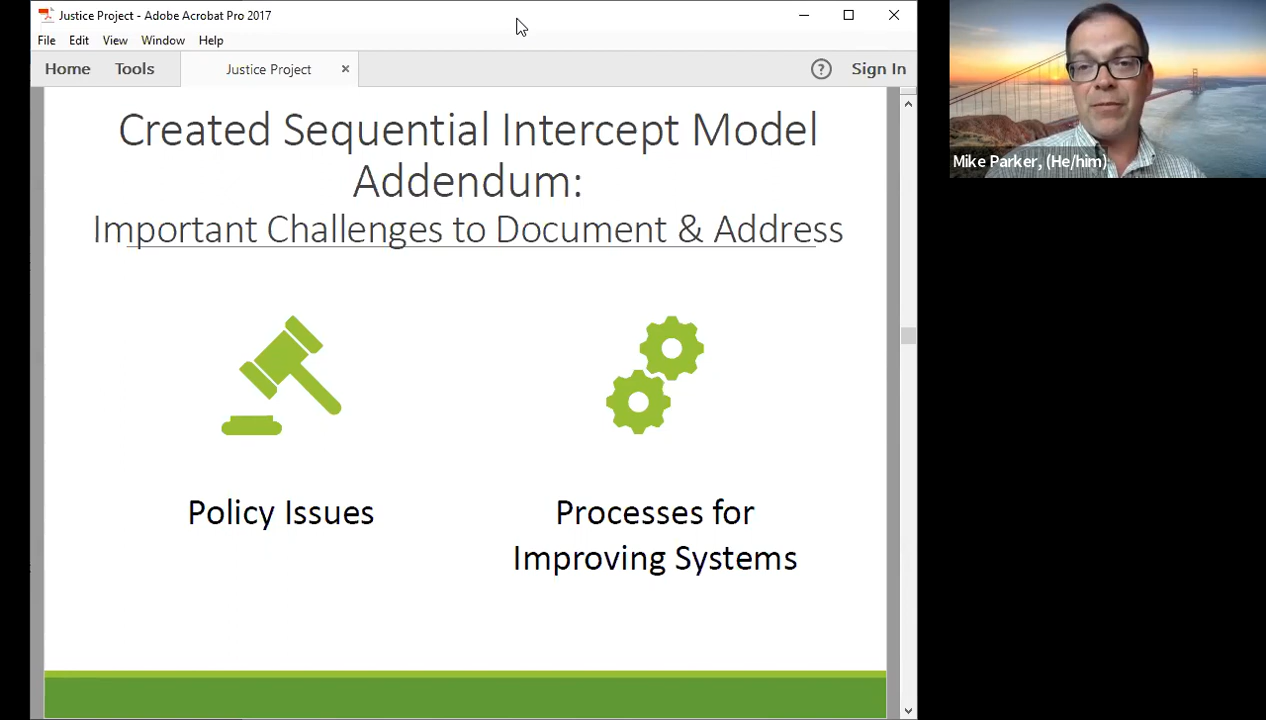 Justice Project - Adobe Acrobat Pro 2017
File Edit View Window Help
Home Tools Justice Project × ? Sign In
Created Sequential Intercept Model
Addendum:
Important Challenges to Document & Address
Policy Issues
Processes for
Improving Systems
Mike Parker, (He/him)